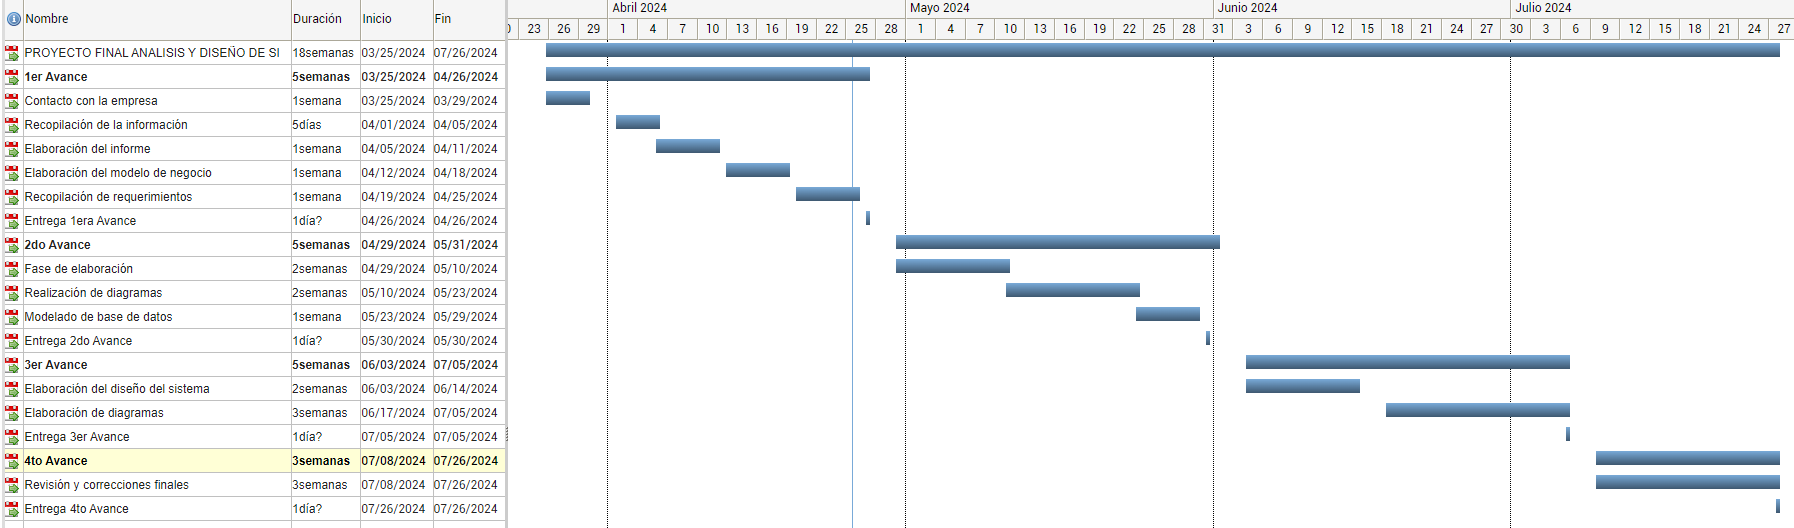 Abril 2024 Mayo 2024 Junio 2024 Julio 2024
Nombre Duración Inicio Fin
23 26 29 1 4 7 10 13 16 19 22 25 28 1 4 7 10 13 16 19 22 25 28 31 3 6 9 12 15 18 21 24 27 30 3 6 9 12 15 18 21 24 27
PROYECTO FINAL ANALISIS Y DISEÑO DE SI 18semanas 03/25/2024 07/26/2024
1er Avance 5semanas 03/25/2024 04/26/2024
Contacto con la empresa 1semana 03/25/2024 03/29/2024
Recopilación de la información 5días 04/01/2024 04/05/2024
Elaboración del informe 1semana 04/05/2024 04/11/2024
Elaboración del modelo de negocio 1semana 04/12/2024 04/18/2024
Recopilación de requerimientos 1semana 04/19/2024 04/25/2024
Entrega 1era Avance 1día? 04/26/2024 04/26/2024
2do Avance 5semanas 04/29/2024 05/31/2024
Fase de elaboración 2semanas 04/29/2024 05/10/2024
Realización de diagramas 2semanas 05/10/2024 05/23/2024
Modelado de base de datos 1semana 05/23/2024 05/29/2024
Entrega 2do Avance 1día? 05/30/2024 05/30/2024
3er Avance 5semanas 06/03/2024 07/05/2024
Elaboración del diseño del sistema 2semanas 06/03/2024 06/14/2024
Elaboración de diagramas 3semanas 06/17/2024 07/05/2024
Entrega 3er Avance 1día? 07/05/2024 07/05/2024
4to Avance 3semanas 07/08/2024 07/26/2024
Revisión y correcciones finales 3semanas 07/08/2024 07/26/2024
Entrega 4to Avance 1día? 07/26/2024 07/26/2024